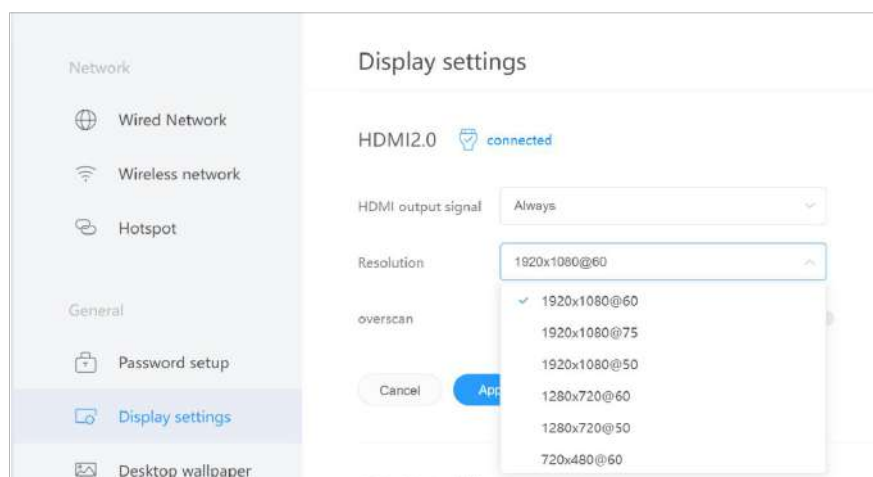 Network
Wired Network
Wireless network
Hotspot
General
Password setup
Display settings
Desktop wallpaper
Display settings
HDMI2.0 connected
HDMI output signal Always
Resolution 1920x1080@60
1920x1080@60
1920x1080@75
1920x1080@50
1280x720@60
1280x720@50
720x480@60
overscan
Cancel App